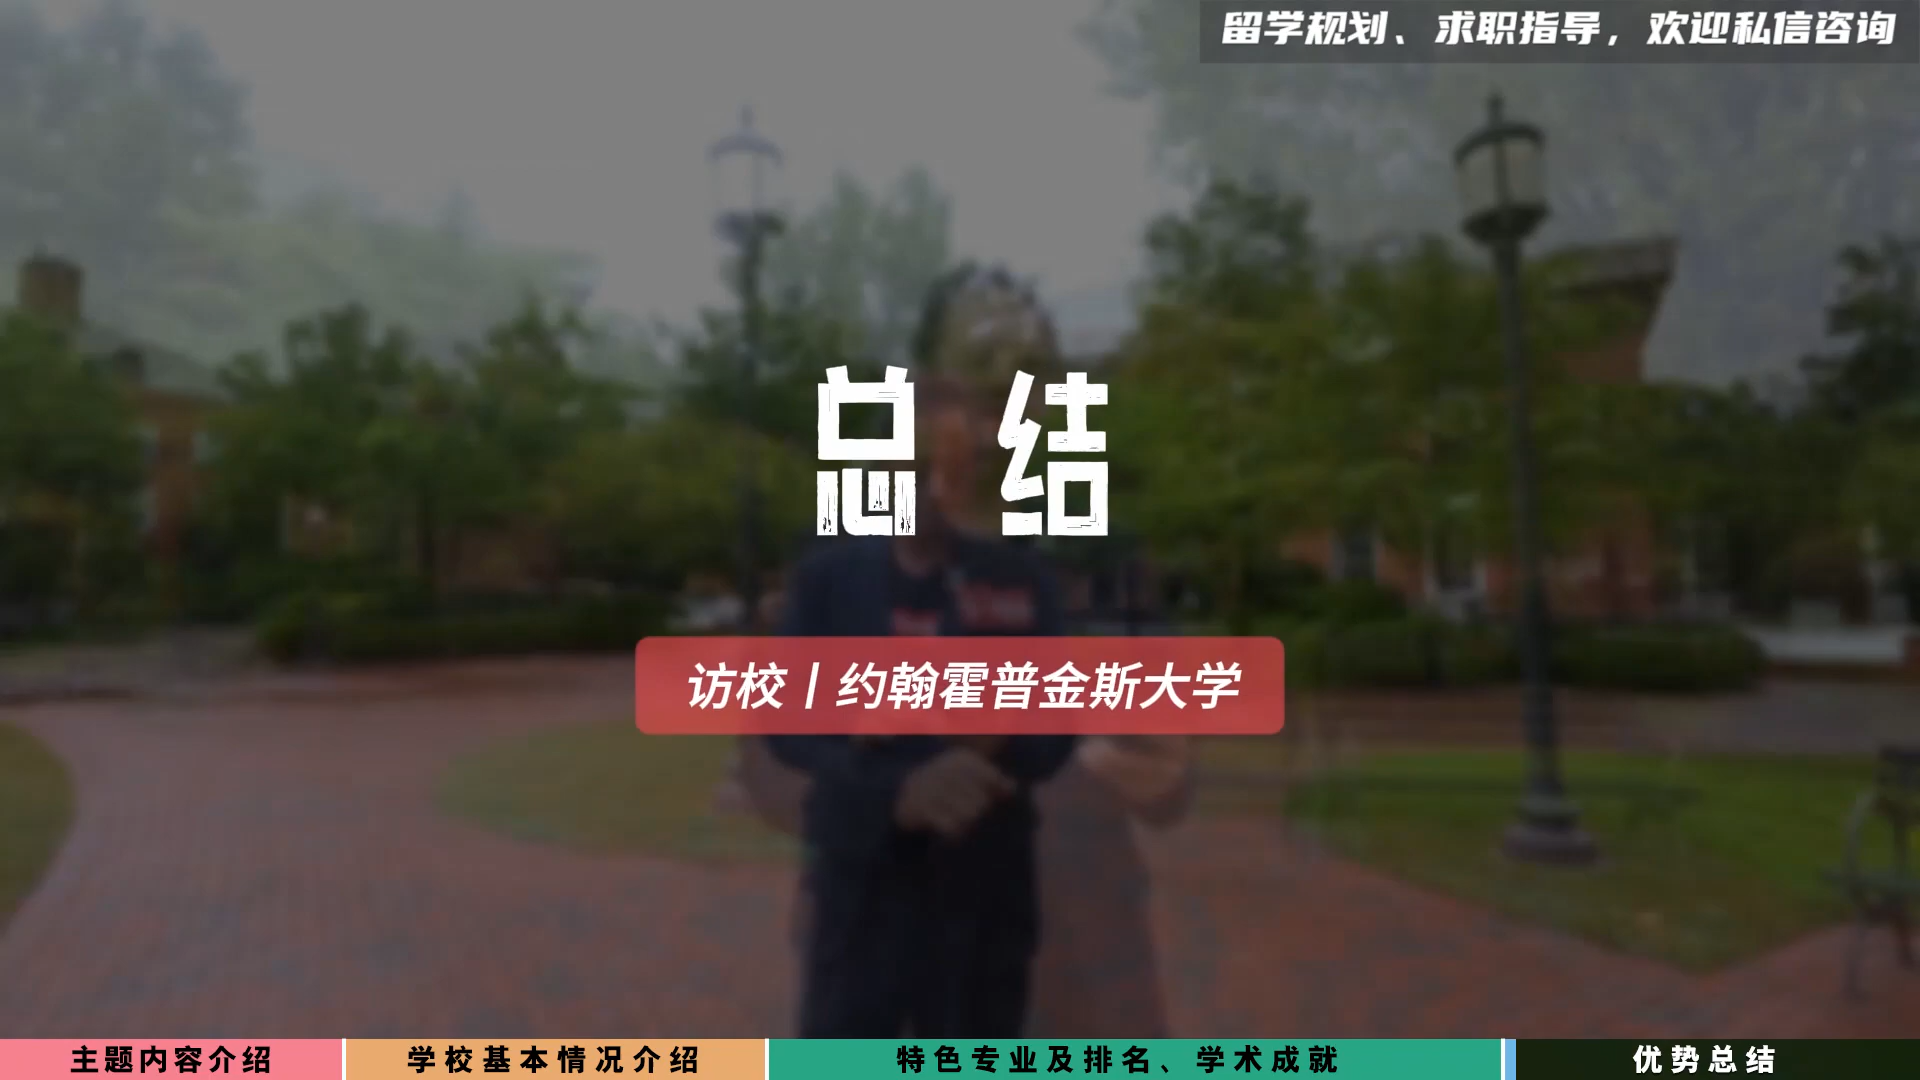 留学规划、求职指导，欢迎私信咨询
总结
访校丨约翰霍普金斯大学
主题内容介绍
学校基本情况介绍
特色专业及排名、学术成就
优势总结